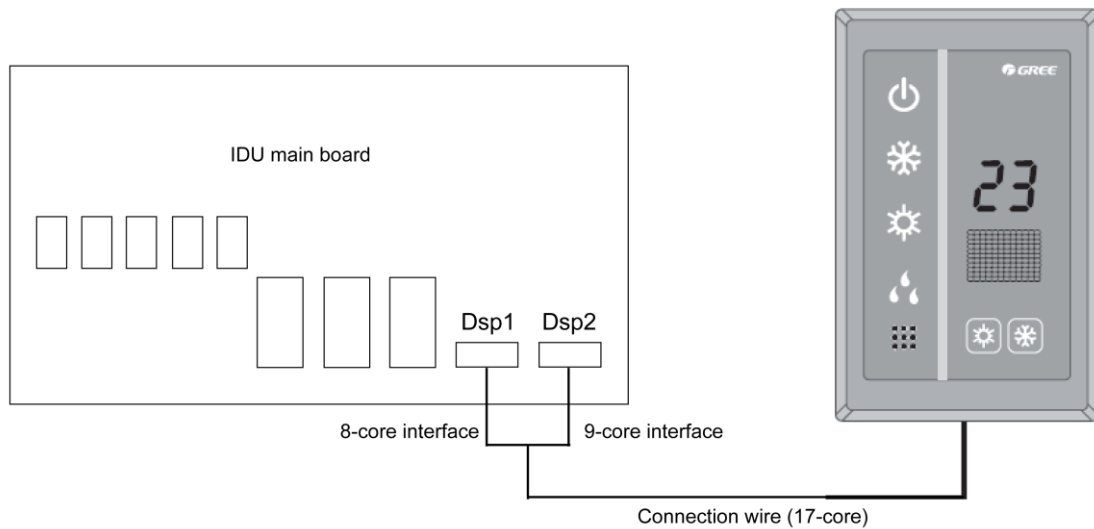 GREE
IDU main board
23
Dsp1 Dsp2
8-core interface 9-core interface
Connection wire (17-core)